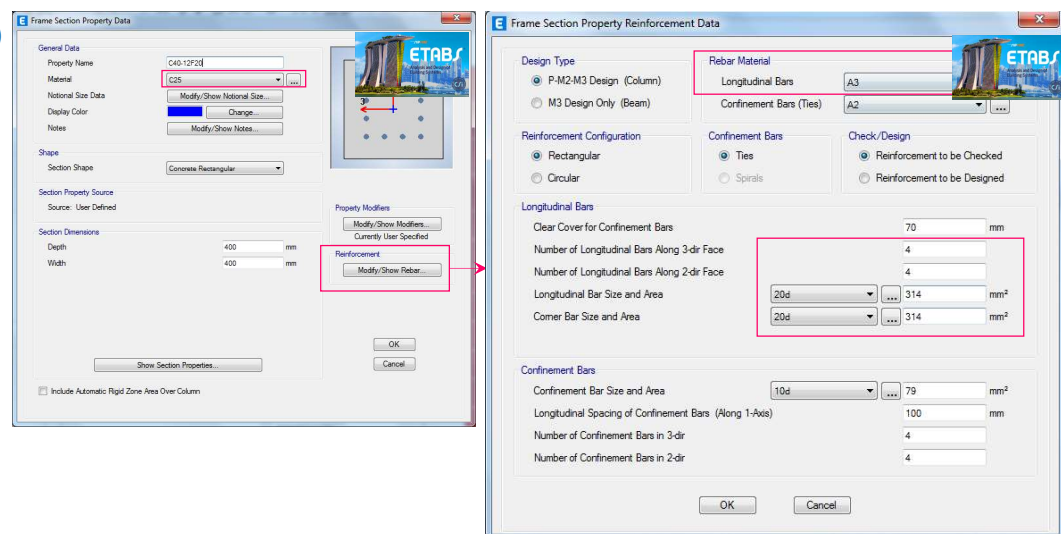 Frame Section Property Data
General Data
Property Name C40-12F20
Material C25 ...
Notional Size Data Modify/Show Notional Size...
Display Color Change...
Notes Modify/Show Notes...
3
Shape
Section Shape Concrete Rectangular
Section Property Source
Source: User Defined
Section Dimensions
Depth 400 mm
Width 400 mm
Property Modifiers
Modify/Show Modifiers...
Currently User Specified
Reinforcement
Modify/Show Rebar...
OK
Cancel
Show Section Properties...
Include Automatic Rigid Zone Area Over Column
ETABS
Frame Section Property Reinforcement Data
Design Type
P-M2-M3 Design (Column)
M3 Design Only (Beam)
Rebar Material
Longitudinal Bars A3
Confinement Bars (Ties) A2 ...
ETABS
Reinforcement Configuration
Rectangular
Circular
Confinement Bars
Ties
Spirals
Check/Design
Reinforcement to be Checked
Reinforcement to be Designed
Longitudinal Bars
Clear Cover for Confinement Bars 70 mm
Number of Longitudinal Bars Along 3-dir Face 4
Number of Longitudinal Bars Along 2-dir Face 4
Longitudinal Bar Size and Area 20d ... 314 mm²
Corner Bar Size and Area 20d ... 314 mm²
Confinement Bars
Confinement Bar Size and Area 10d ... 79 mm²
Longitudinal Spacing of Confinement Bars (Along 1-Axis) 100 mm
Number of Confinement Bars in 3-dir 4
Number of Confinement Bars in 2-dir 4
OK Cancel